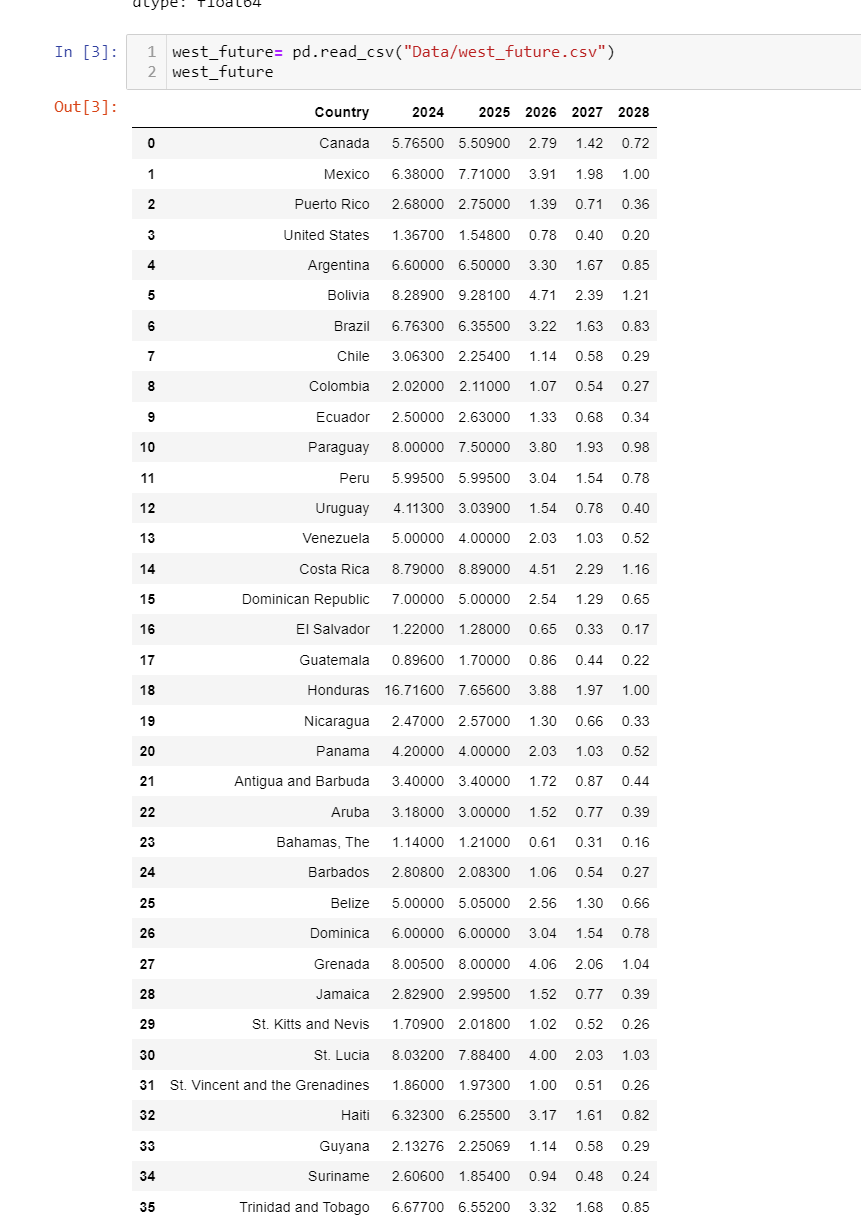 dtype: float64
In [3]: 1 west_future= pd.read_csv("Data/west_future.csv")
2 west_future
Out[3]:
Country 2024 2025 2026 2027 2028
0 Canada 5.76500 5.50900 2.79 1.42 0.72
1 Mexico 6.38000 7.71000 3.91 1.98 1.00
2 Puerto Rico 2.68000 2.75000 1.39 0.71 0.36
3 United States 1.36700 1.54800 0.78 0.40 0.20
4 Argentina 6.60000 6.50000 3.30 1.67 0.85
5 Bolivia 8.28900 9.28100 4.71 2.39 1.21
6 Brazil 6.76300 6.35500 3.22 1.63 0.83
7 Chile 3.06300 2.25400 1.14 0.58 0.29
8 Colombia 2.02000 2.11000 1.07 0.54 0.27
9 Ecuador 2.50000 2.63000 1.33 0.68 0.34
10 Paraguay 8.00000 7.50000 3.80 1.93 0.98
11 Peru 5.99500 5.99500 3.04 1.54 0.78
12 Uruguay 4.11300 3.03900 1.54 0.78 0.40
13 Venezuela 5.00000 4.00000 2.03 1.03 0.52
14 Costa Rica 8.79000 8.89000 4.51 2.29 1.16
15 Dominican Republic 7.00000 5.00000 2.54 1.29 0.65
16 El Salvador 1.22000 1.28000 0.65 0.33 0.17
17 Guatemala 0.89600 1.70000 0.86 0.44 0.22
18 Honduras 16.71600 7.65600 3.88 1.97 1.00
19 Nicaragua 2.47000 2.57000 1.30 0.66 0.33
20 Panama 4.20000 4.00000 2.03 1.03 0.52
21 Antigua and Barbuda 3.40000 3.40000 1.72 0.87 0.44
22 Aruba 3.18000 3.00000 1.52 0.77 0.39
23 Bahamas, The 1.14000 1.21000 0.61 0.31 0.16
24 Barbados 2.80800 2.08300 1.06 0.54 0.27
25 Belize 5.00000 5.05000 2.56 1.30 0.66
26 Dominica 6.00000 6.00000 3.04 1.54 0.78
27 Grenada 8.00500 8.00000 4.06 2.06 1.04
28 Jamaica 2.82900 2.99500 1.52 0.77 0.39
29 St. Kitts and Nevis 1.70900 2.01800 1.02 0.52 0.26
30 St. Lucia 8.03200 7.88400 4.00 2.03 1.03
31 St. Vincent and the Grenadines 1.86000 1.97300 1.00 0.51 0.26
32 Haiti 6.32300 6.25500 3.17 1.61 0.82
33 Guyana 2.13276 2.25069 1.14 0.58 0.29
34 Suriname 2.60600 1.85400 0.94 0.48 0.24
35 Trinidad and Tobago 6.67700 6.55200 3.32 1.68 0.85